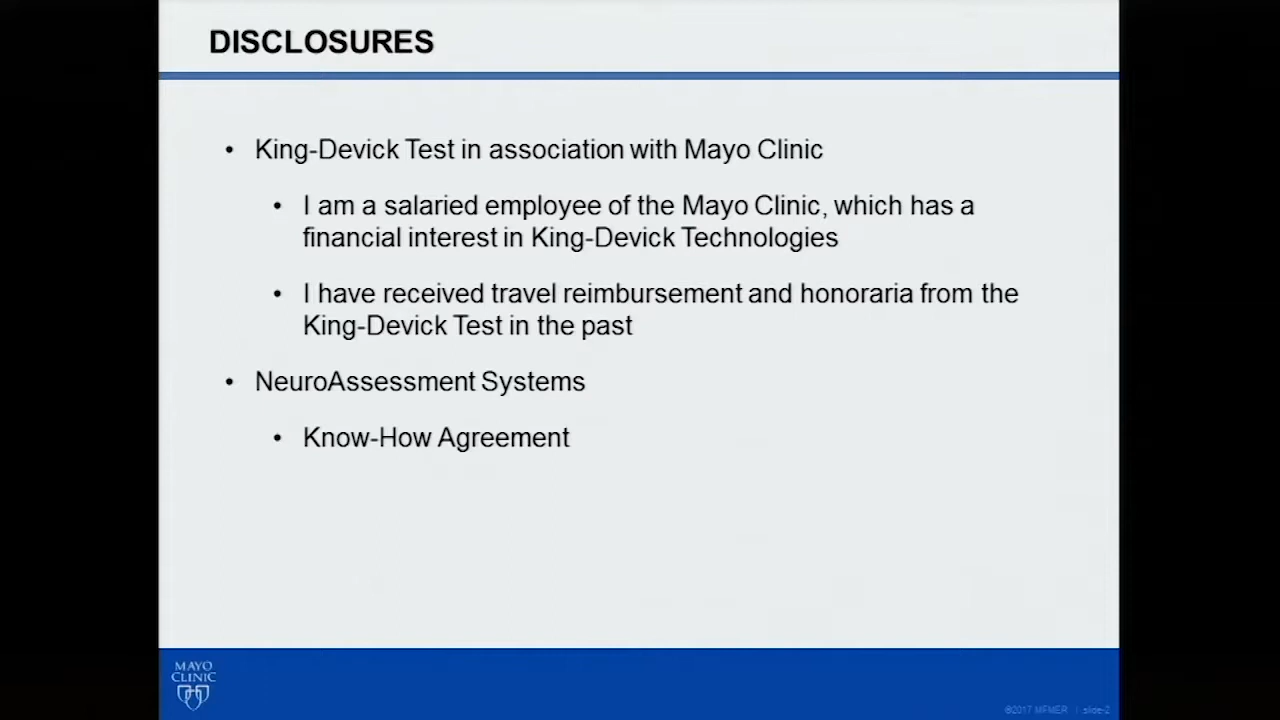 DISCLOSURES
• King-Devick Test in association with Mayo Clinic
• I am a salaried employee of the Mayo Clinic, which has a
financial interest in King-Devick Technologies
• I have received travel reimbursement and honoraria from the
King-Devick Test in the past
• NeuroAssessment Systems
• Know-How Agreement
MAYO
CLINIC
©2017 MFMER | slide-2